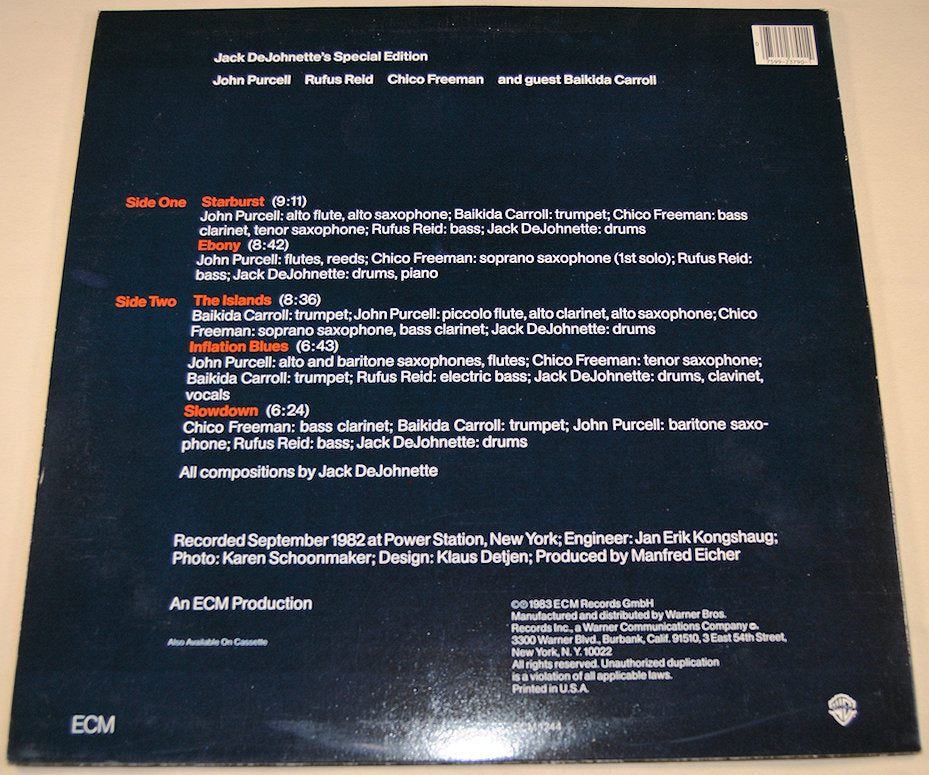 0
7599-23790-1
Jack DeJohnette's Special Edition
John Purcell Rufus Reid Chico Freeman and guest Baikida Carroll
Side One Starburst (9:11)
John Purcell: alto flute, alto saxophone; Baikida Carroll: trumpet; Chico Freeman: bass
clarinet, tenor saxophone; Rufus Reid: bass; Jack DeJohnette: drums
Ebony (8:42)
John Purcell: flutes, reeds; Chico Freeman: soprano saxophone (1st solo); Rufus Reid:
bass; Jack DeJohnette: drums, piano
Side Two The Islands (8:36)
Baikida Carroll: trumpet; John Purcell: piccolo flute, alto clarinet, alto saxophone; Chico
Freeman: soprano saxophone, bass clarinet; Jack DeJohnette: drums
Inflation Blues (6:43)
John Purcell: alto and baritone saxophones, flutes; Chico Freeman: tenor saxophone;
Baikida Carroll: trumpet; Rufus Reid: electric bass; Jack DeJohnette: drums, clavinet,
vocals
Slowdown (6:24)
Chico Freeman: bass clarinet; Baikida Carroll: trumpet; John Purcell: baritone saxo-
phone; Rufus Reid: bass; Jack DeJohnette: drums
All compositions by Jack DeJohnette
Recorded September 1982 at Power Station, New York; Engineer: Jan Erik Kongshaug;
Photo: Karen Schoonmaker; Design: Klaus Detjen; Produced by Manfred Eicher
An ECM Production
Also Available On Cassette
©℗1983 ECM Records GmbH
Manufactured and distributed by Warner Bros.
Records Inc., a Warner Communications Company
3300 Warner Blvd., Burbank, Calif. 91510, 3 East 54th Street,
New York, N.Y. 10022
All rights reserved. Unauthorized duplication
is a violation of all applicable laws.
Printed in U.S.A.
ECM
1244